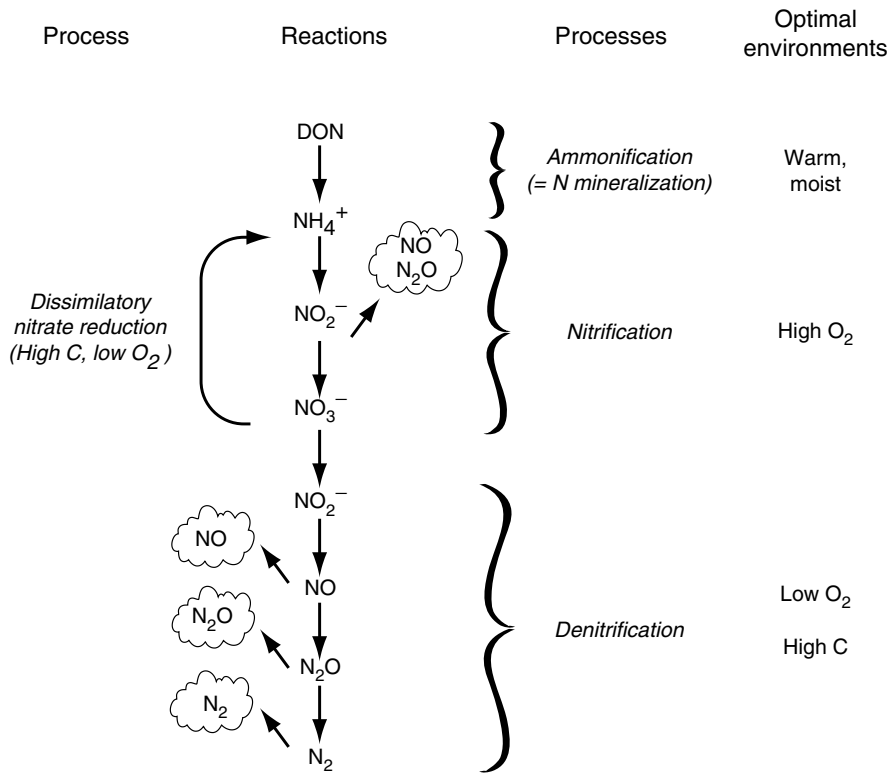 Process
Reactions
Processes
Optimal
environments
DON
Ammonification
(= N mineralization)
Warm,
moist
NH₄⁺
NO
N₂O
Dissimilatory
nitrate reduction
(High C, low O₂)
NO₂⁻
Nitrification
High O₂
NO₃⁻
NO₂⁻
NO
NO
N₂O
N₂O
N₂
N₂
Denitrification
Low O₂
High C